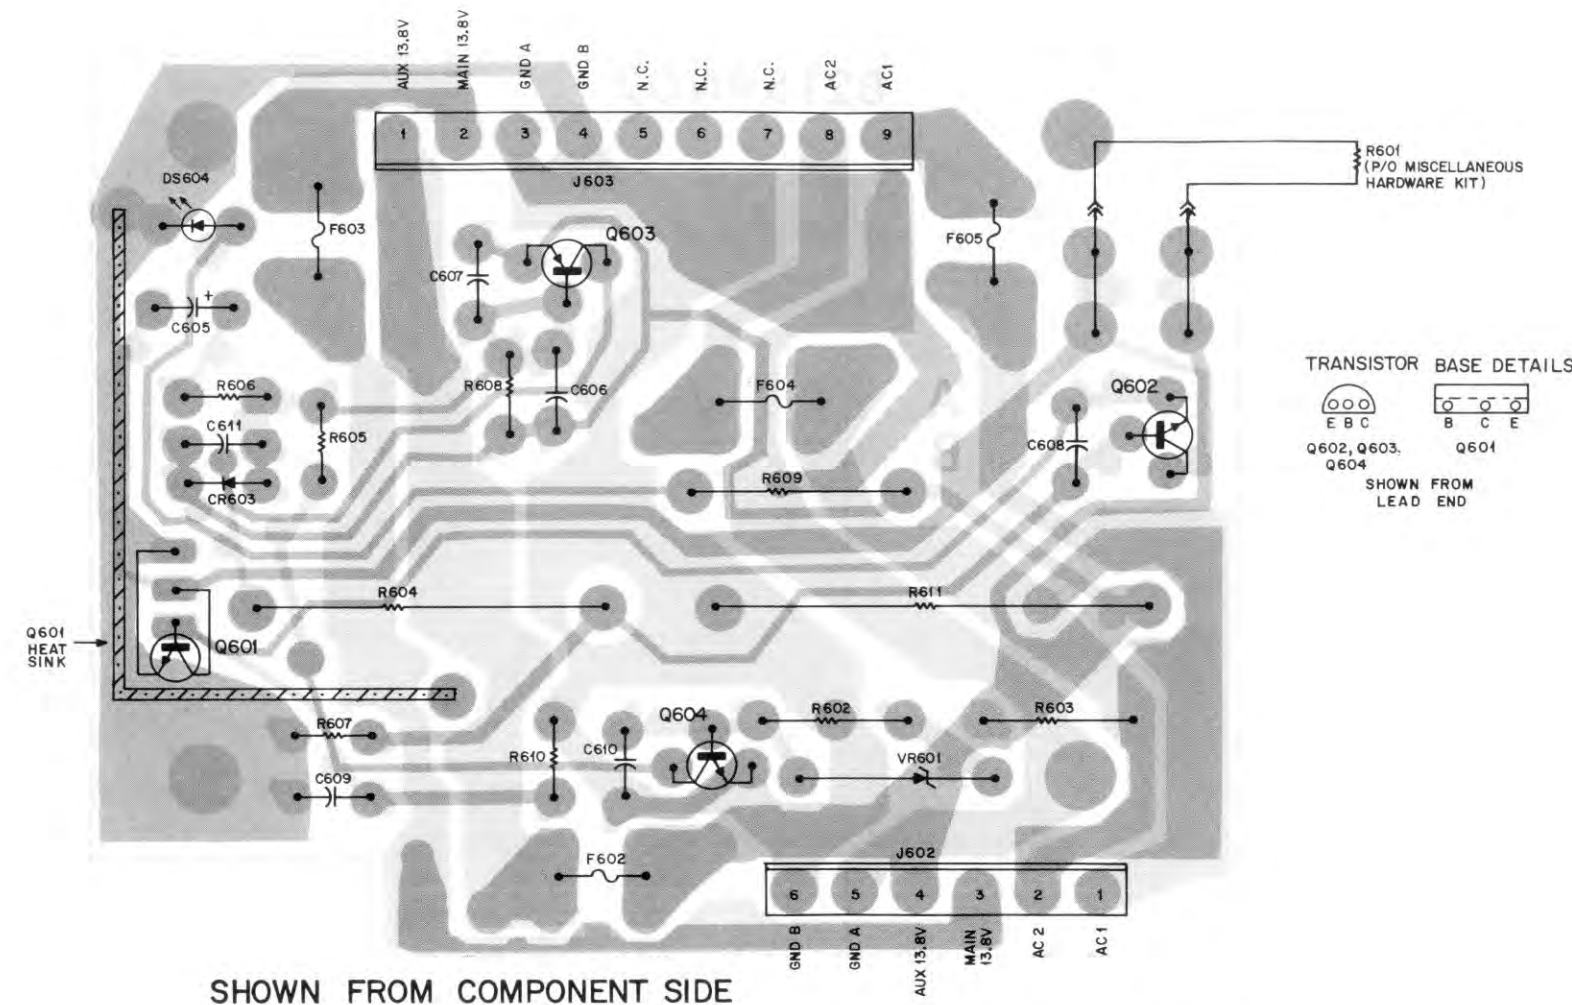 AUX 13.8V
MAIN 13.8V
GND A
GND B
N.C.
N.C.
N.C.
AC2
AC1
1
2
3
4
5
6
7
8
9
J603
R601
(P/O MISCELLANEOUS
HARDWARE KIT)
DS604
F603
Q603
F605
C607
C605
TRANSISTOR BASE DETAILS
E B C
B C E
Q602, Q603,
Q604
Q601
SHOWN FROM
LEAD END
R606
R608
C606
F604
Q602
C611
R605
C608
CR603
R609
R604
R611
Q601
HEAT
SINK
Q601
R607
Q604
R602
R603
R610
C610
VR601
C609
F602
J602
6
5
4
3
2
1
GND B
GND A
AUX 13.8V
MAIN
13.8V
AC 2
AC1
SHOWN FROM COMPONENT SIDE